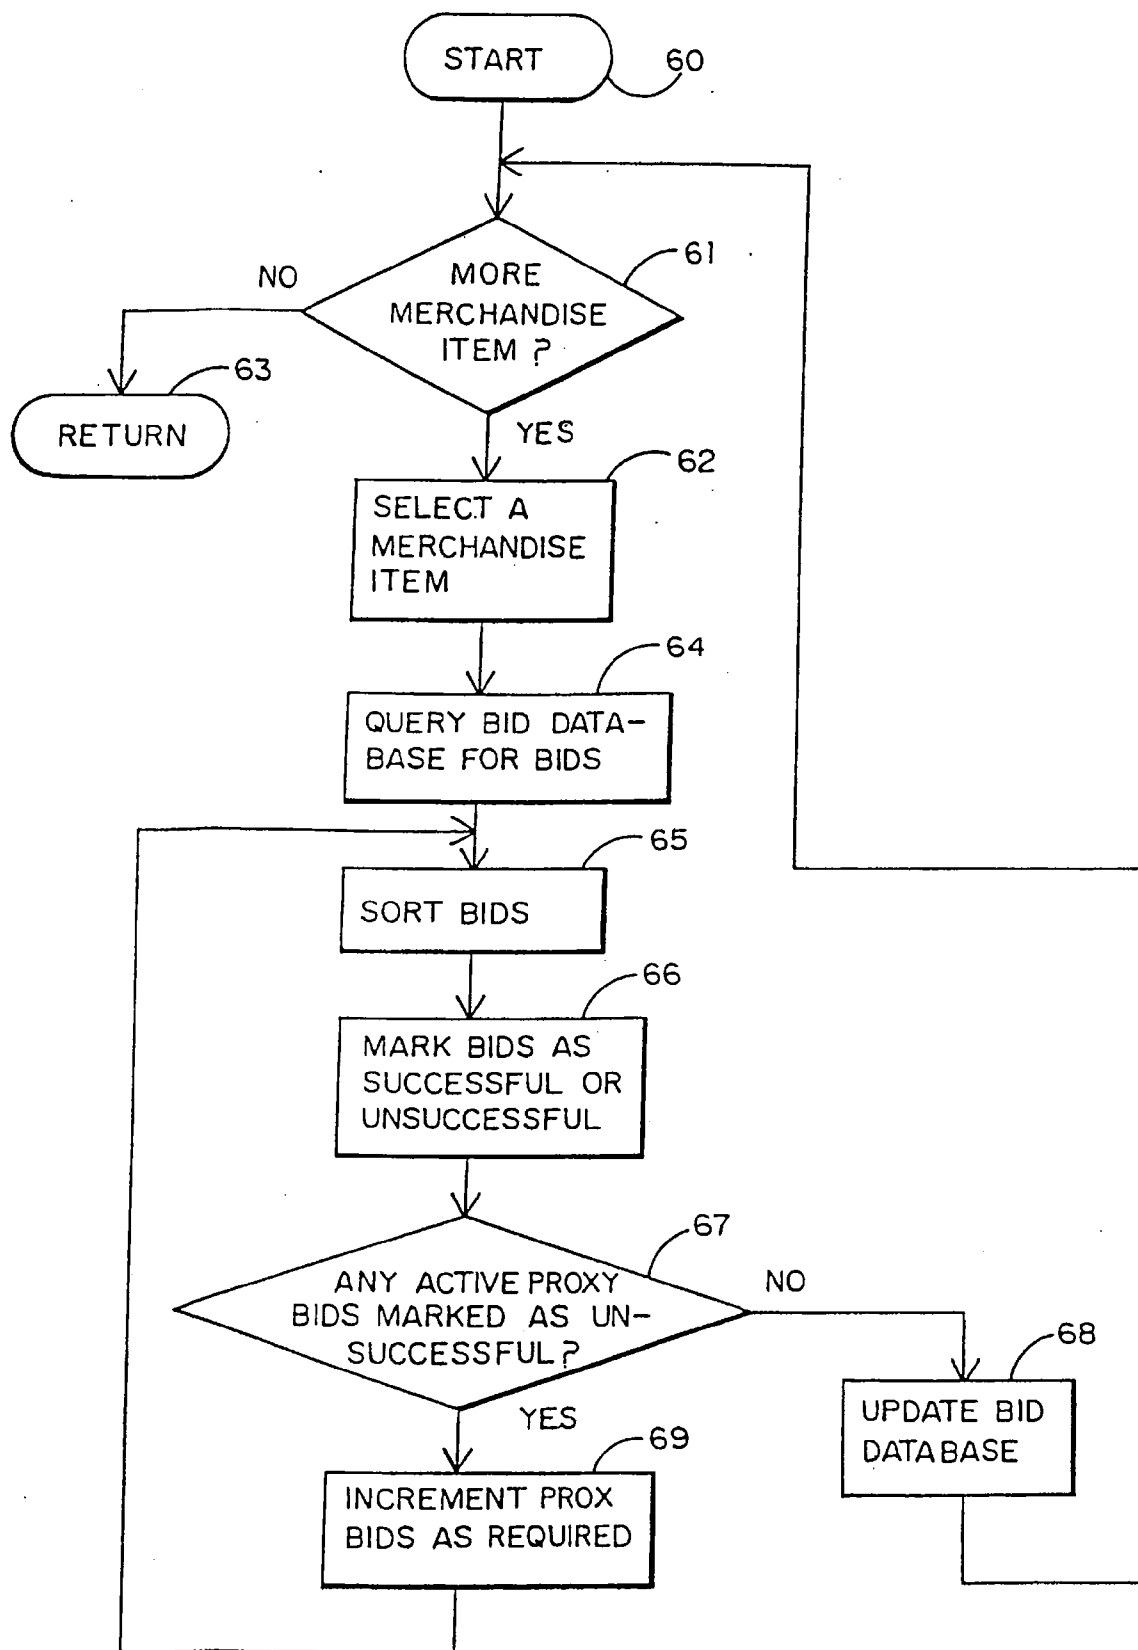 START
60
61
NO
MORE
MERCHANDISE
ITEM ?
63
RETURN
YES
62
SELECT A
MERCHANDISE
ITEM
64
QUERY BID DATA-
BASE FOR BIDS
65
SORT BIDS
66
MARK BIDS AS
SUCCESSFUL OR
UNSUCCESSFUL
67
NO
ANY ACTIVE PROXY
BIDS MARKED AS UN-
SUCCESSFUL?
68
YES
UPDATE BID
DATABASE
69
INCREMENT PROX
BIDS AS REQUIRED